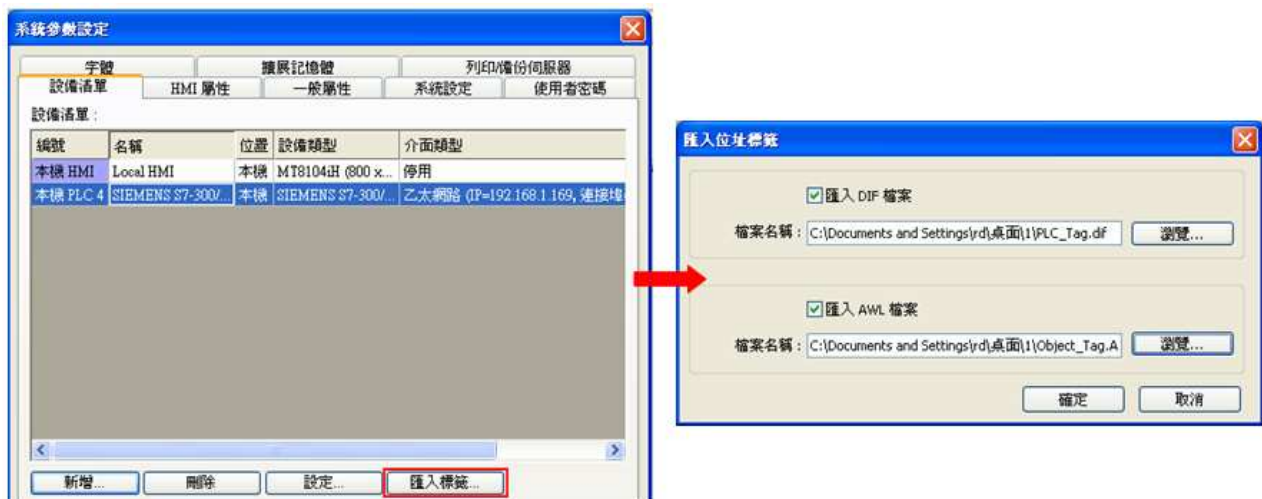 系統參數設定
字體 擴展記憶體 列印/備份伺服器
設備清單 HMI 屬性 一般屬性 系統設定 使用者密碼
設備清單 :
編號 名稱 位置 設備類型 介面類型
本機 HMI Local HMI 本機 MT8104iH (800 x... 停用
本機 PLC 4 SIEMENS S7-300/... 本機 SIEMENS S7-300/... 乙太網路 (IP=192.168.1.169, 連接埠
新增... 刪除 設定... 匯入標籤...
匯入位址標籤
匯入 DIF 檔案
檔案名稱 : C:\Documents and Settings\rd\桌面\1\PLC_Tag.dif 瀏覽...
匯入 AWL 檔案
檔案名稱 : C:\Documents and Settings\rd\桌面\1\Object_Tag.A 瀏覽...
確定 取消